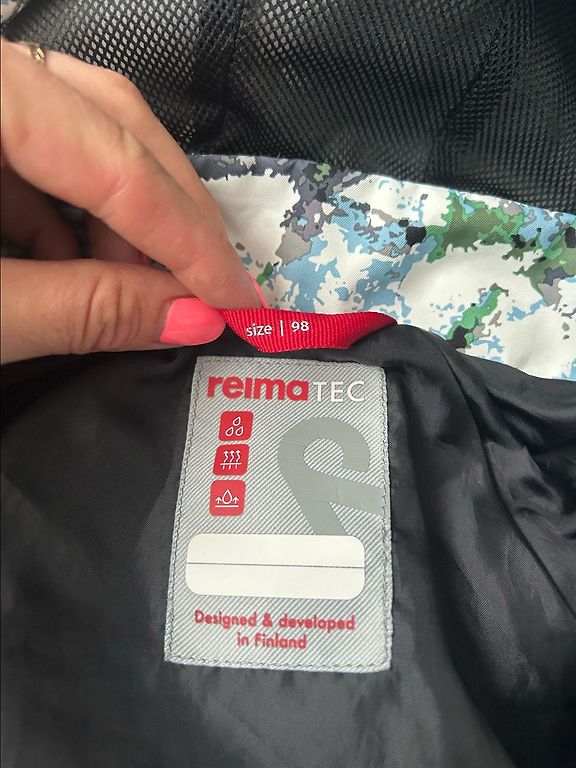 size | 98
reimaTEC
Designed & developed
in Finland